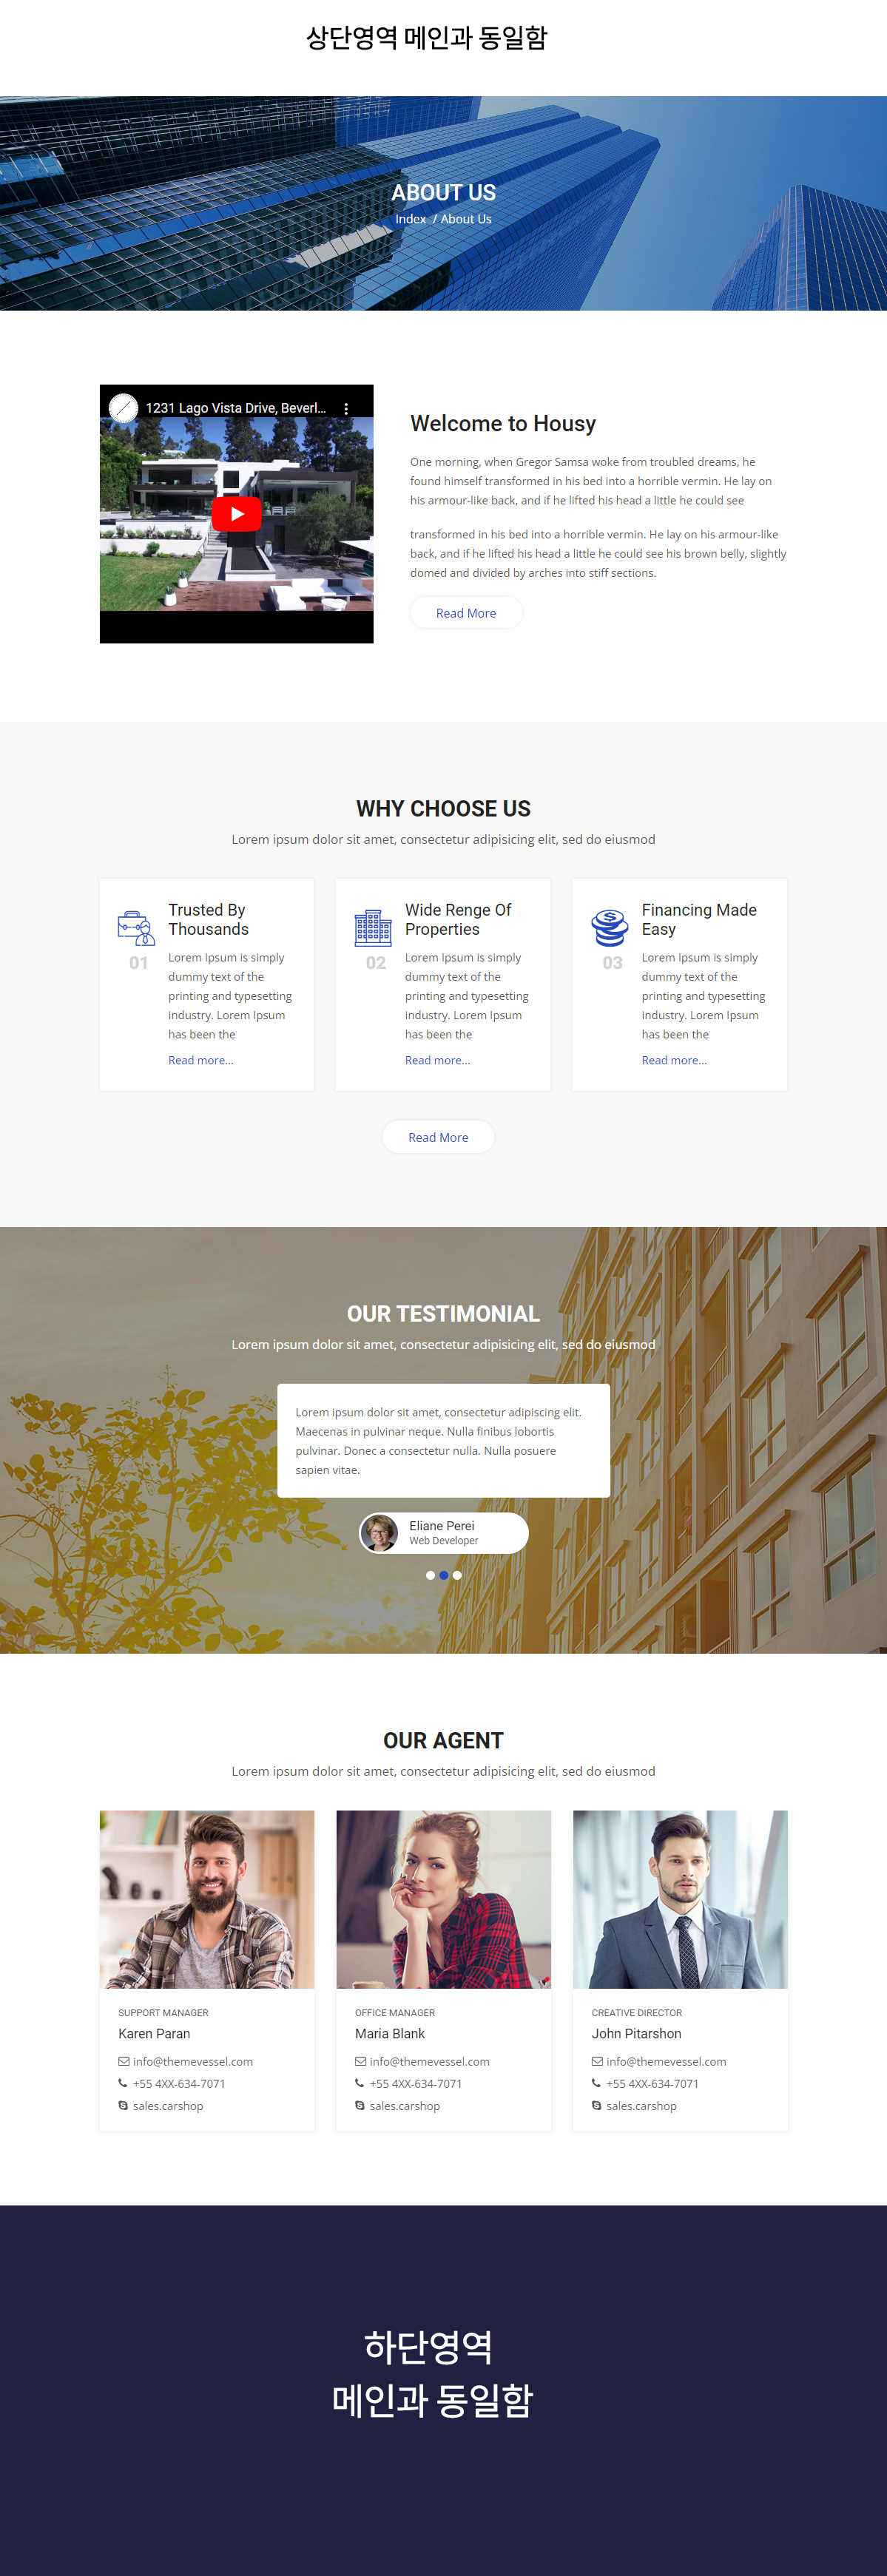 상단영역 메인과 동일함
ABOUT US
Index / About Us
1231 Lago Vista Drive, Beverl...
Welcome to Housy
One morning, when Gregor Samsa woke from troubled dreams, he
found himself transformed in his bed into a horrible vermin. He lay on
his armour-like back, and if he lifted his head a little he could see
transformed in his bed into a horrible vermin. He lay on his armour-like
back, and if he lifted his head a little he could see his brown belly, slightly
domed and divided by arches into stiff sections.
Read More
WHY CHOOSE US
Lorem ipsum dolor sit amet, consectetur adipisicing elit, sed do eiusmod
01
Trusted By
Thousands
Lorem Ipsum is simply
dummy text of the
printing and typesetting
industry. Lorem Ipsum
has been the
Read more...
02
Wide Renge Of
Properties
Lorem Ipsum is simply
dummy text of the
printing and typesetting
industry. Lorem Ipsum
has been the
Read more...
03
Financing Made
Easy
Lorem Ipsum is simply
dummy text of the
printing and typesetting
industry. Lorem Ipsum
has been the
Read more...
Read More
OUR TESTIMONIAL
Lorem ipsum dolor sit amet, consectetur adipisicing elit, sed do eiusmod
Lorem ipsum dolor sit amet, consectetur adipiscing elit.
Maecenas in pulvinar neque. Nulla finibus lobortis
pulvinar. Donec a consectetur nulla. Nulla posuere
sapien vitae.
Eliane Perei
Web Developer
OUR AGENT
Lorem ipsum dolor sit amet, consectetur adipisicing elit, sed do eiusmod
SUPPORT MANAGER
Karen Paran
info@themevessel.com
+55 4XX-634-7071
sales.carshop
OFFICE MANAGER
Maria Blank
info@themevessel.com
+55 4XX-634-7071
sales.carshop
CREATIVE DIRECTOR
John Pitarshon
info@themevessel.com
+55 4XX-634-7071
sales.carshop
하단영역
메인과 동일함